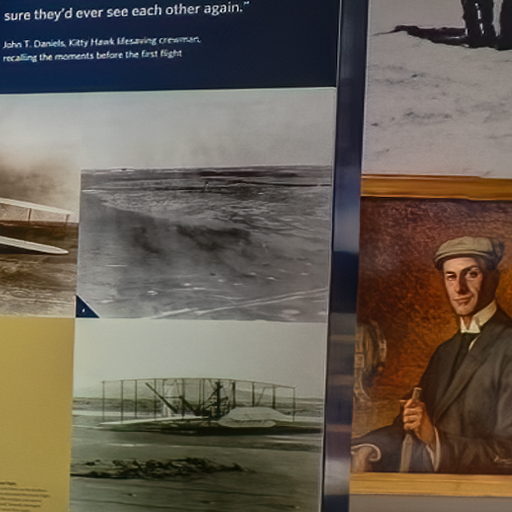 sure they'd ever see each other again."
John T. Daniels, Kitty Hawk lifesaving crewman,
recalling the moments before the first flight